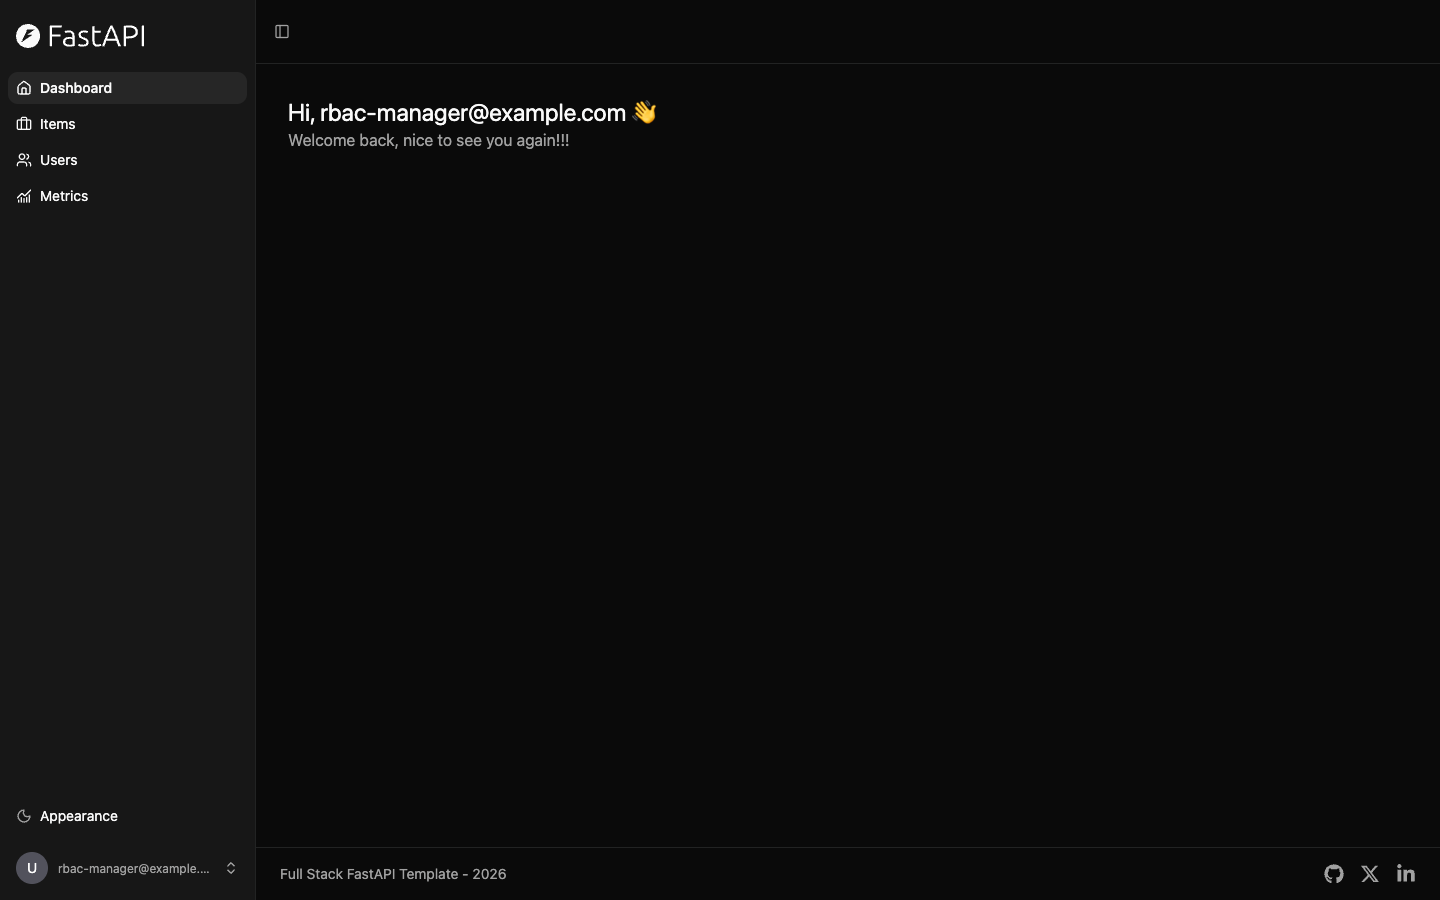 FastAPI
Dashboard
Items
Users
Metrics
Hi, rbac-manager@example.com 👋
Welcome back, nice to see you again!!!
Appearance
U
rbac-manager@example....
Full Stack FastAPI Template - 2026